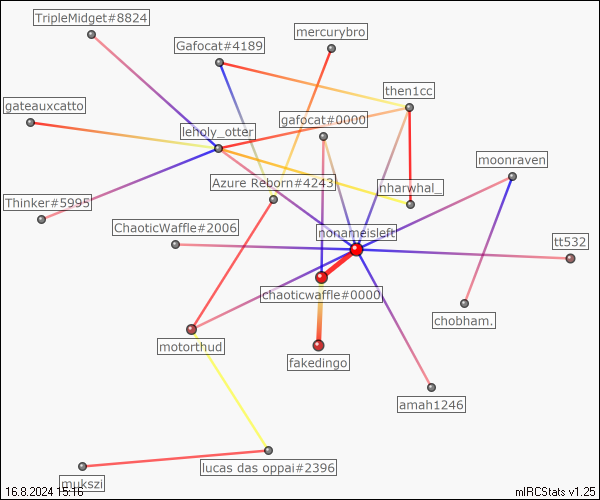 TripleMidget#8824
mercurybro
Gafocat#4189
then1cc
gateauxcatto
gafocat#0000
leholy_otter
moonraven
Azure Reborn#4243
nharwhal_
Thinker#5995
ChaoticWaffle#2006
nonameisleft
tt532
chaoticwaffle#0000
chobham.
motorthud
fakedingo
amah1246
lucas das oppai#2396
mukszi
16.8.2024 15:16
mIRCStats v1.25